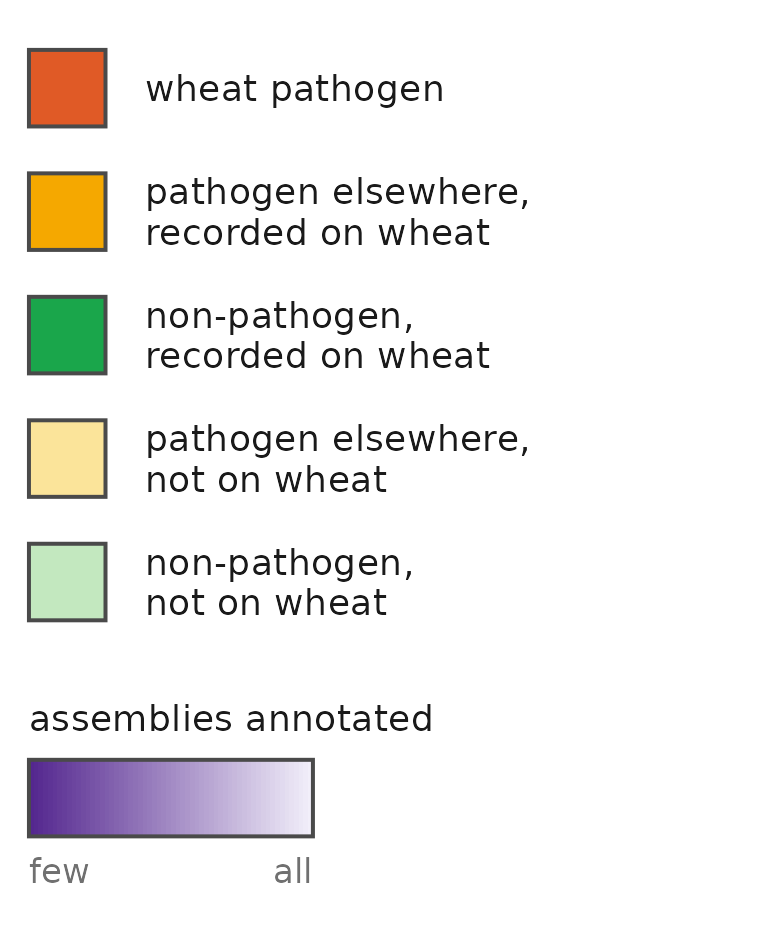 wheat pathogen
pathogen elsewhere,
recorded on wheat
non-pathogen,
recorded on wheat
pathogen elsewhere,
not on wheat
non-pathogen,
not on wheat
assemblies annotated
few all